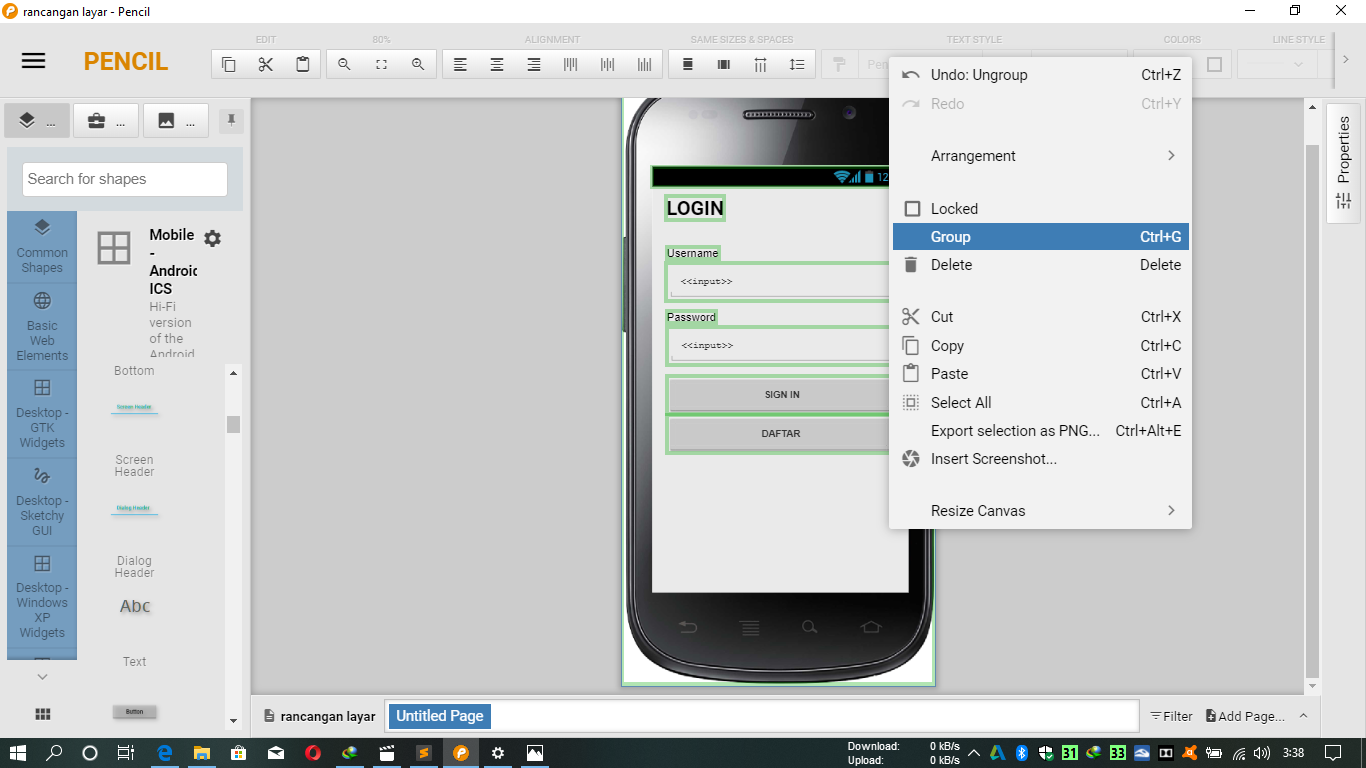 rancangan layar - Pencil
PENCIL
EDIT
80%
ALIGNMENT
SAME SIZES & SPACES
TEXT STYLE
COLORS
LINE STYLE
...
...
...
Search for shapes
Common
Shapes
Basic
Web
Elements
Desktop -
GTK
Widgets
Desktop -
Sketchy
GUI
Desktop -
Windows
XP
Widgets
Mobile
-
Android
ICS
Hi-Fi
version
of the
Android
Bottom
Screen Header
Screen
Header
Dialog Header
Dialog
Header
Abc
Text
Button
12
LOGIN
Username
<<input>>
Password
<<input>>
SIGN IN
DAFTAR
Undo: Ungroup Ctrl+Z
Redo Ctrl+Y
Arrangement
Locked
Group Ctrl+G
Delete Delete
Cut Ctrl+X
Copy Ctrl+C
Paste Ctrl+V
Select All Ctrl+A
Export selection as PNG... Ctrl+Alt+E
Insert Screenshot...
Resize Canvas
Properties
rancangan layar
Untitled Page
Filter
Add Page...
Download: 0 kB/s
Upload: 0 kB/s
31
33
3:38